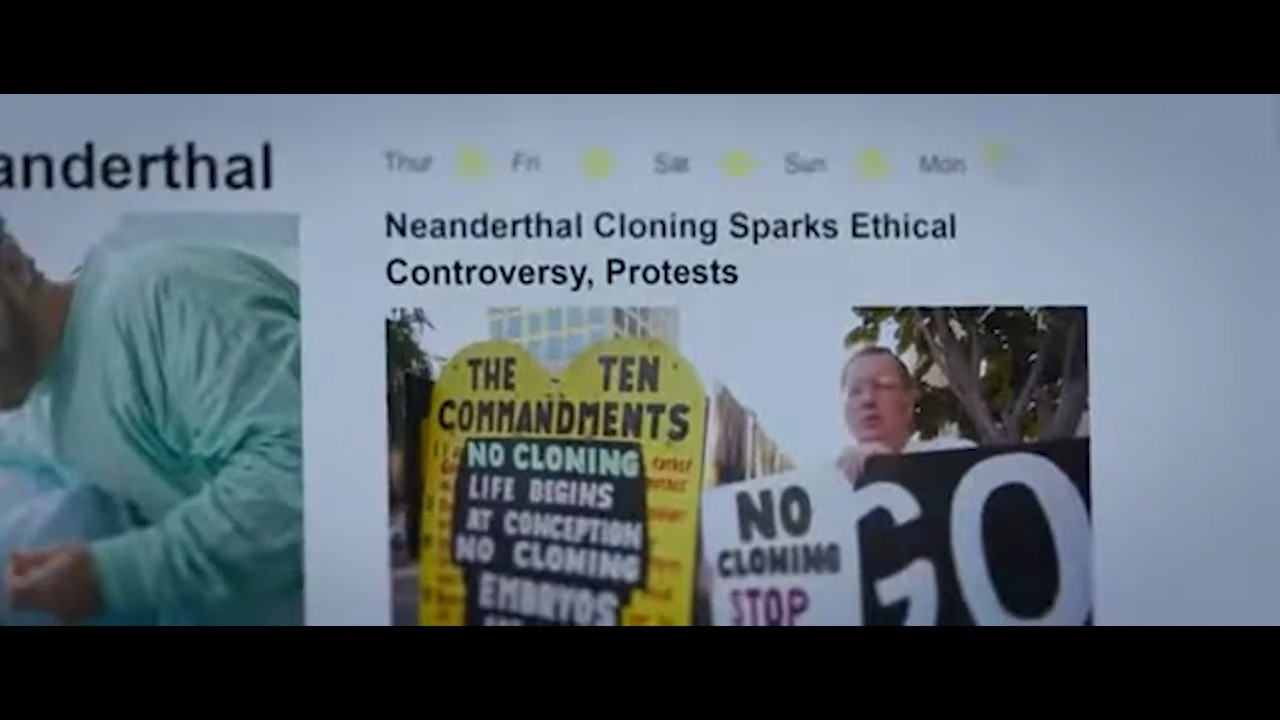 anderthal
Thur Fri Sat Sun Mon
Neanderthal Cloning Sparks Ethical
Controversy, Protests
THE TEN
COMMANDMENTS
NO CLONING
LIFE BEGINS
AT CONCEPTION
NO CLONING
EMBRYOS
NO
CLONING
STOP
GO